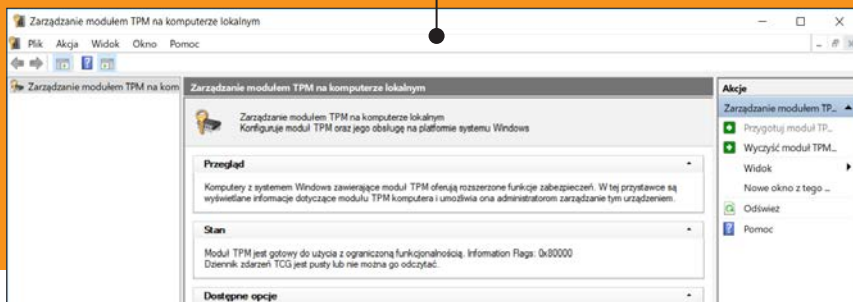 Zarządzanie modułem TPM na komputerze lokalnym
Plik Akcja Widok Okno Pomoc
Zarządzanie modułem TPM na kom
Zarządzanie modułem TPM na komputerze lokalnym
Zarządzanie modułem TPM na komputerze lokalnym
Konfiguruje moduł TPM oraz jego obsługę na platformie systemu Windows
Przegląd
Komputery z systemem Windows zawierające moduł TPM oferują rozszerzone funkcje zabezpieczeń. W tej przystawce są
wyświetlane informacje dotyczące modułu TPM komputera i umożliwia ona administratorom zarządzanie tym urządzeniem.
Stan
Moduł TPM jest gotowy do użycia z ograniczoną funkcjonalnością. Information Flags: 0x80000
Dziennik zdarzeń TCG jest pusty lub nie można go odczytać.
Dostępne opcje
Akcje
Zarządzanie modułem TP...
Przygotuj moduł TP...
Wyczyść moduł TPM...
Widok
Nowe okno z tego ...
Odśwież
Pomoc